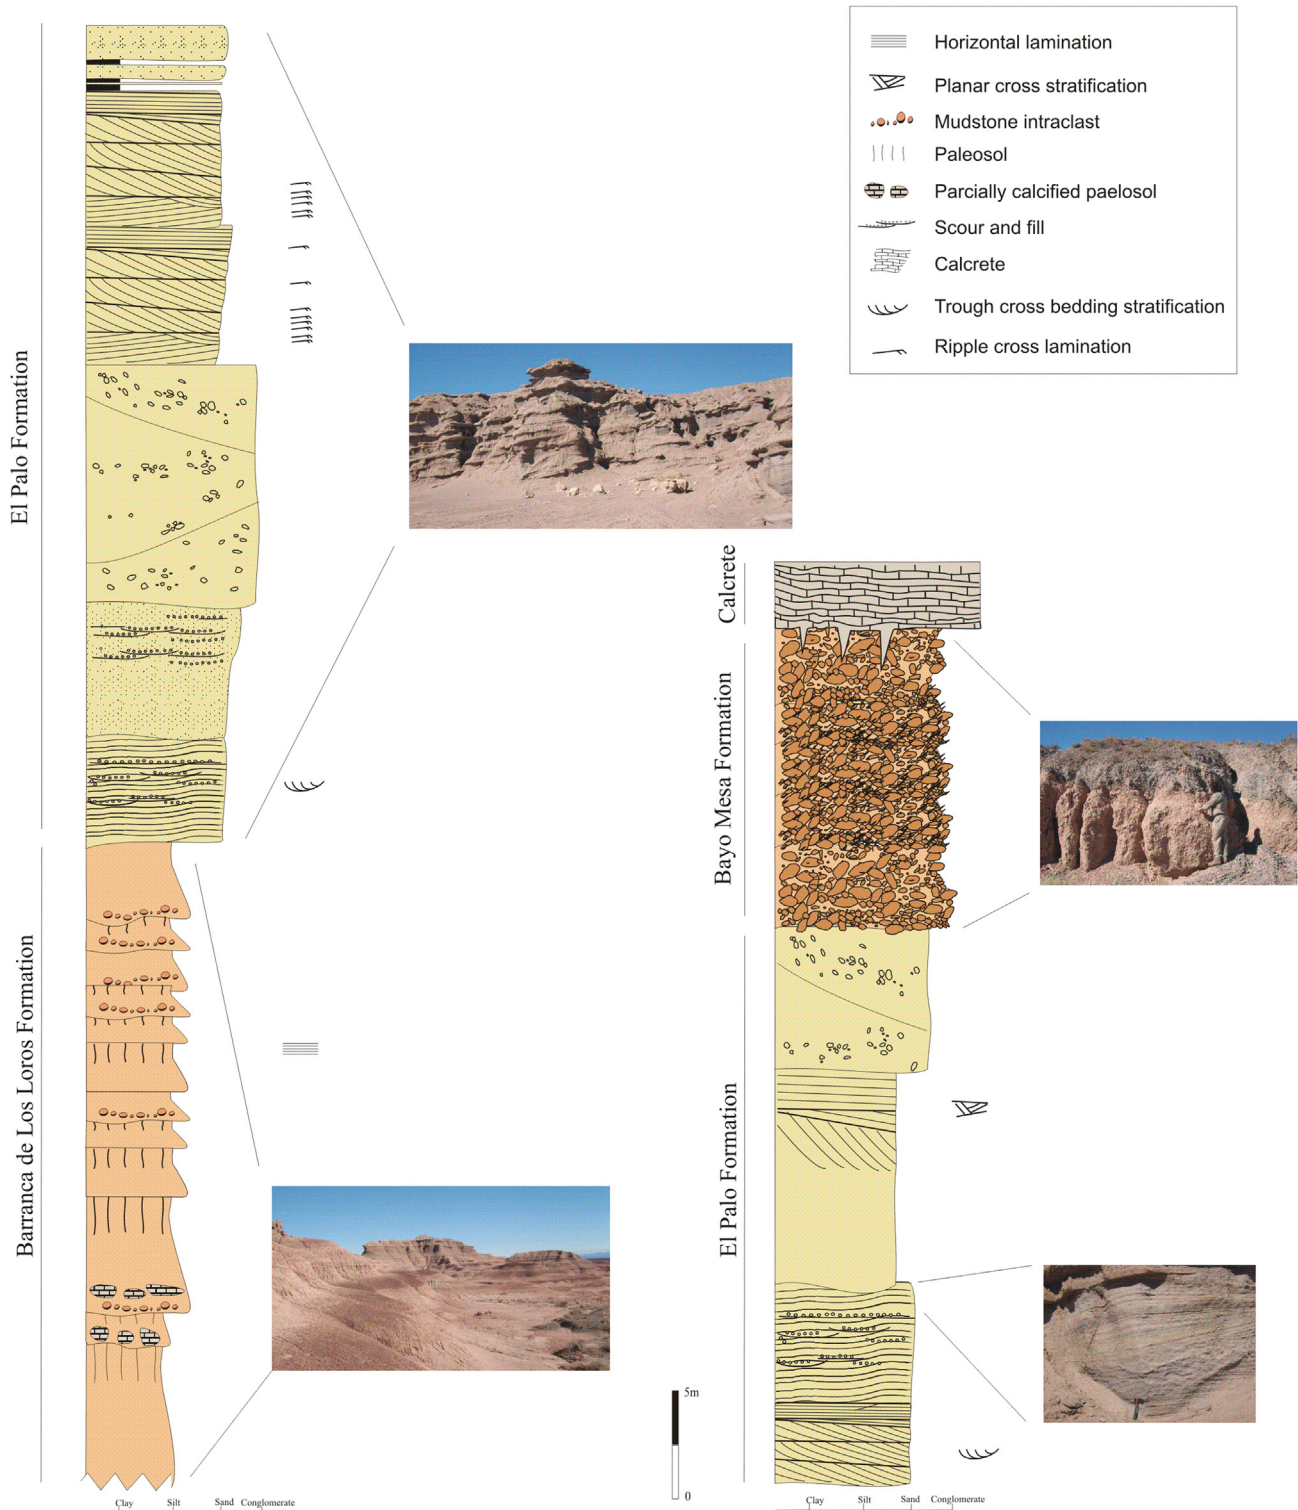 Horizontal lamination
Planar cross stratification
Mudstone intraclast
Paleosol
Parcially calcified paelosol
Scour and fill
Calcrete
Trough cross bedding stratification
Ripple cross lamination
El Palo Formation
Barranca de Los Loros Formation
Clay Silt Sand Conglomerate
5m
0
Calcrete
Bayo Mesa Formation
El Palo Formation
Clay Silt Sand Conglomerate